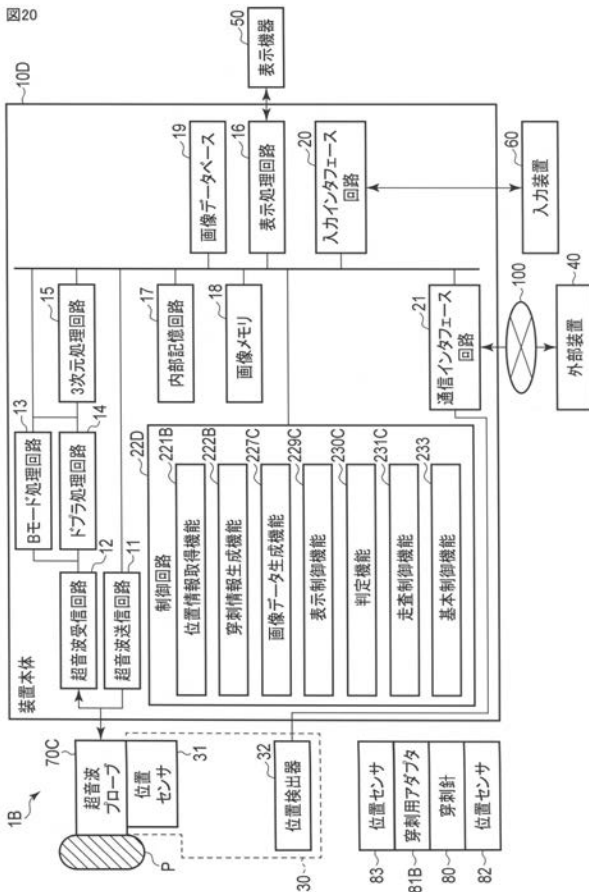 図20
1B
P
70C
超音波
プローブ
位置
センサ
31
30
32
位置検出器
83
位置センサ
81B
穿刺用アダプタ
80
穿刺針
82
位置センサ
10D
装置本体
超音波受信回路
12
超音波送信回路
11
Bモード処理回路
13
ドプラ処理回路
14
3次元処理回路
15
内部記憶回路
17
画像メモリ
18
画像データベース
19
表示処理回路
16
入力インタフェース
回路
20
通信インタフェース
回路
21
22D
制御回路
221B
位置情報取得機能
222B
穿刺情報生成機能
227C
画像データ生成機能
229C
表示制御機能
230C
判定機能
231C
走査制御機能
233
基本制御機能
50
表示機器
60
入力装置
100
40
外部装置